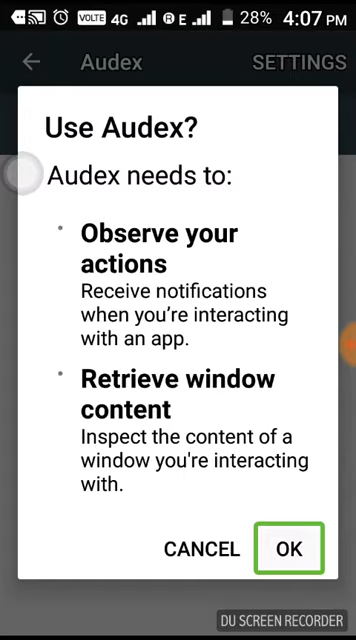 VOLTE 4G R E 28% 4:07 PM
Audex SETTINGS
Use Audex?
Audex needs to:
Observe your
actions
Receive notifications
when you're interacting
with an app.
Retrieve window
content
Inspect the content of a
window you're interacting
with.
CANCEL OK
DU SCREEN RECORDER